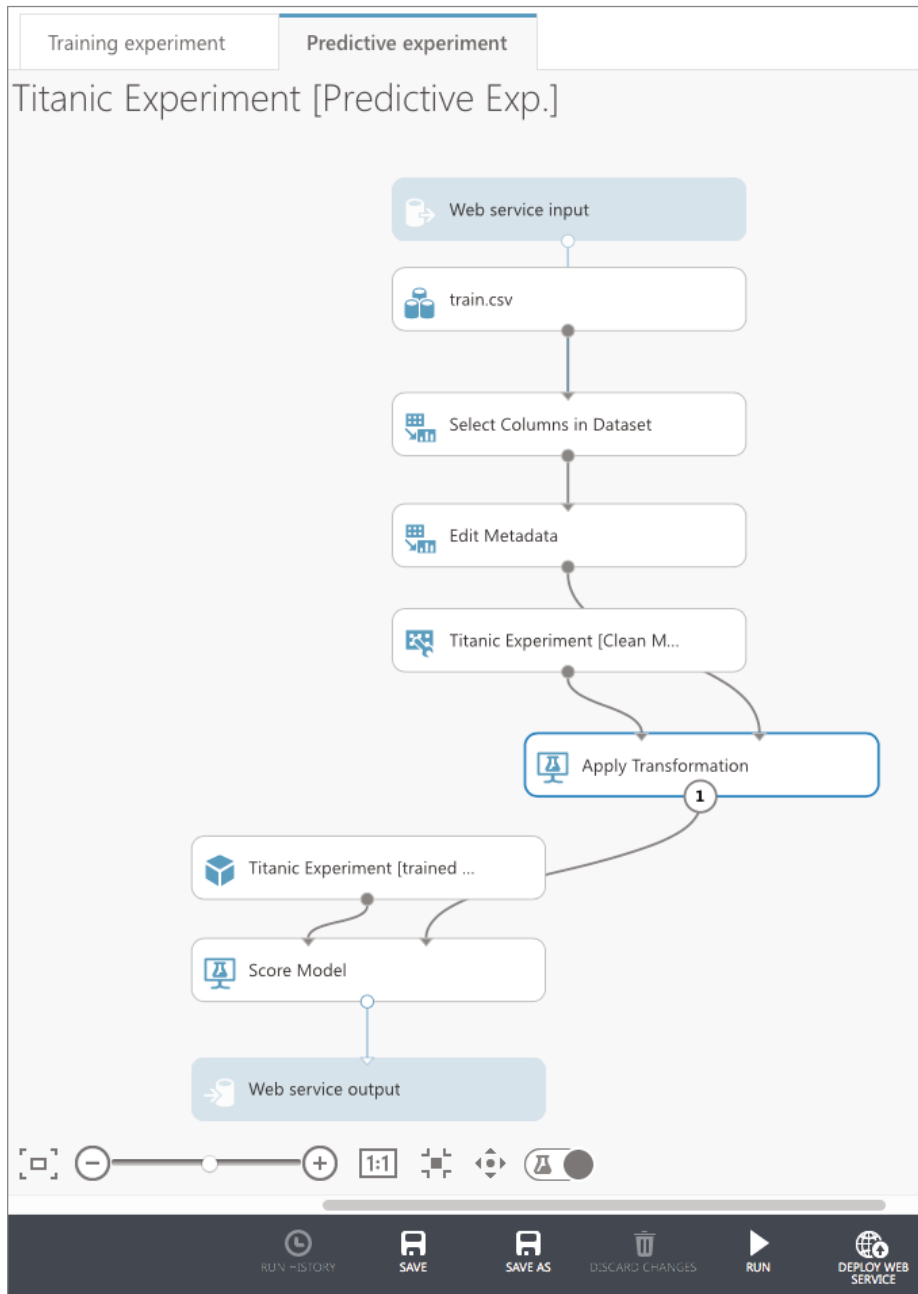 Training experiment
Predictive experiment
Titanic Experiment [Predictive Exp.]
Web service input
train.csv
Select Columns in Dataset
Edit Metadata
Titanic Experiment [Clean M...
Apply Transformation
1
Titanic Experiment [trained ...
Score Model
Web service output
1:1
RUN HISTORY
SAVE
SAVE AS
DISCARD CHANGES
RUN
DEPLOY WEB
SERVICE